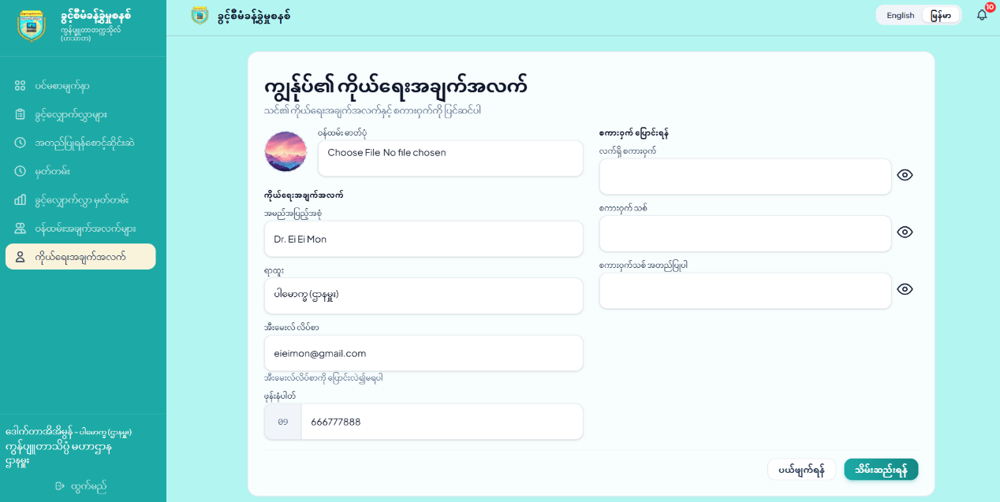 ခွင့်စီမံခန့်ခွဲမှုစနစ်
ကွန်ပျူတာတက္ကသိုလ်
(ဟင်္သာတ)
ပင်မစာမျက်နှာ
ခွင့်လျှောက်လွှာများ
အတည်ပြုရန်စောင့်ဆိုင်းဆဲ
မှတ်တမ်း
ခွင့်လျှောက်လွှာ မှတ်တမ်း
ဝန်ထမ်းအချက်အလက်များ
ကိုယ်ရေးအချက်အလက်
ဒေါက်တာအိအိမွန် - ပါမောက္ခ (ဌာနမှူး)
ကွန်ပျူတာသိပ္ပံ မဟာဌာန
ဌာနမှူး
ထွက်မည်
ခွင့်စီမံခန့်ခွဲမှုစနစ်
English မြန်မာ
10
ကျွန်ုပ်၏ ကိုယ်ရေးအချက်အလက်
သင်၏ ကိုယ်ရေးအချက်အလက်နှင့် စကားဝှက်ကို ပြင်ဆင်ပါ
ဝန်ထမ်း ဓာတ်ပုံ
Choose File No file chosen
ကိုယ်ရေးအချက်အလက်
အမည်အပြည့်အစုံ
Dr. Ei Ei Mon
ရာထူး
ပါမောက္ခ (ဌာနမှူး)
အီးမေးလ် လိပ်စာ
eieimon@gmail.com
အီးမေးလ်လိပ်စာကို ပြောင်းလဲ၍မရပါ
ဖုန်းနံပါတ်
09 666777888
စကားဝှက် ပြောင်းရန်
လက်ရှိ စကားဝှက်
စကားဝှက် သစ်
စကားဝှက်သစ် အတည်ပြုပါ
ပယ်ဖျက်ရန်
သိမ်းဆည်းရန်